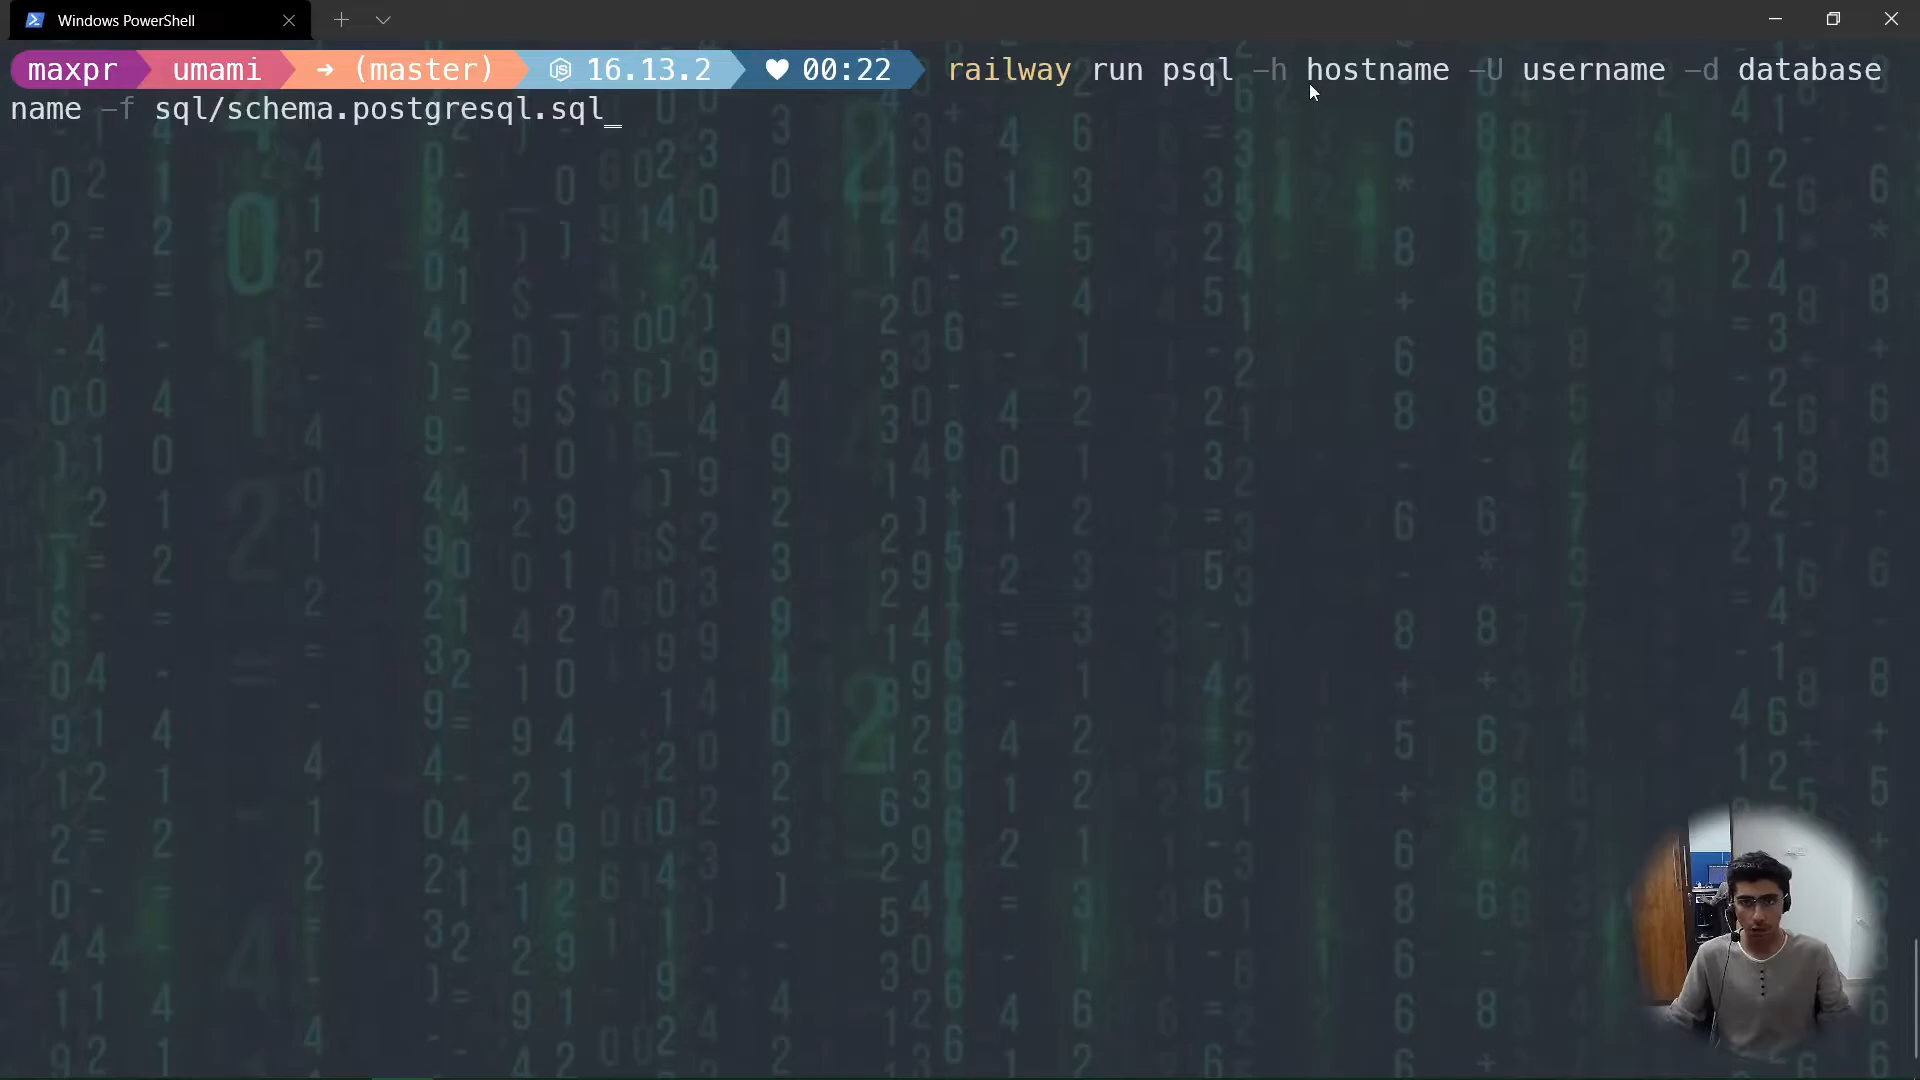 Windows PowerShell
maxpr umami → (master) 16.13.2 ♥ 00:22 railway run psql -h hostname -U username -d database
name -f sql/schema.postgresql.sql_